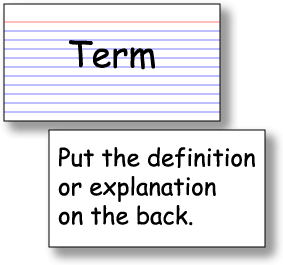 Term
Put the definition
or explanation
on the back.